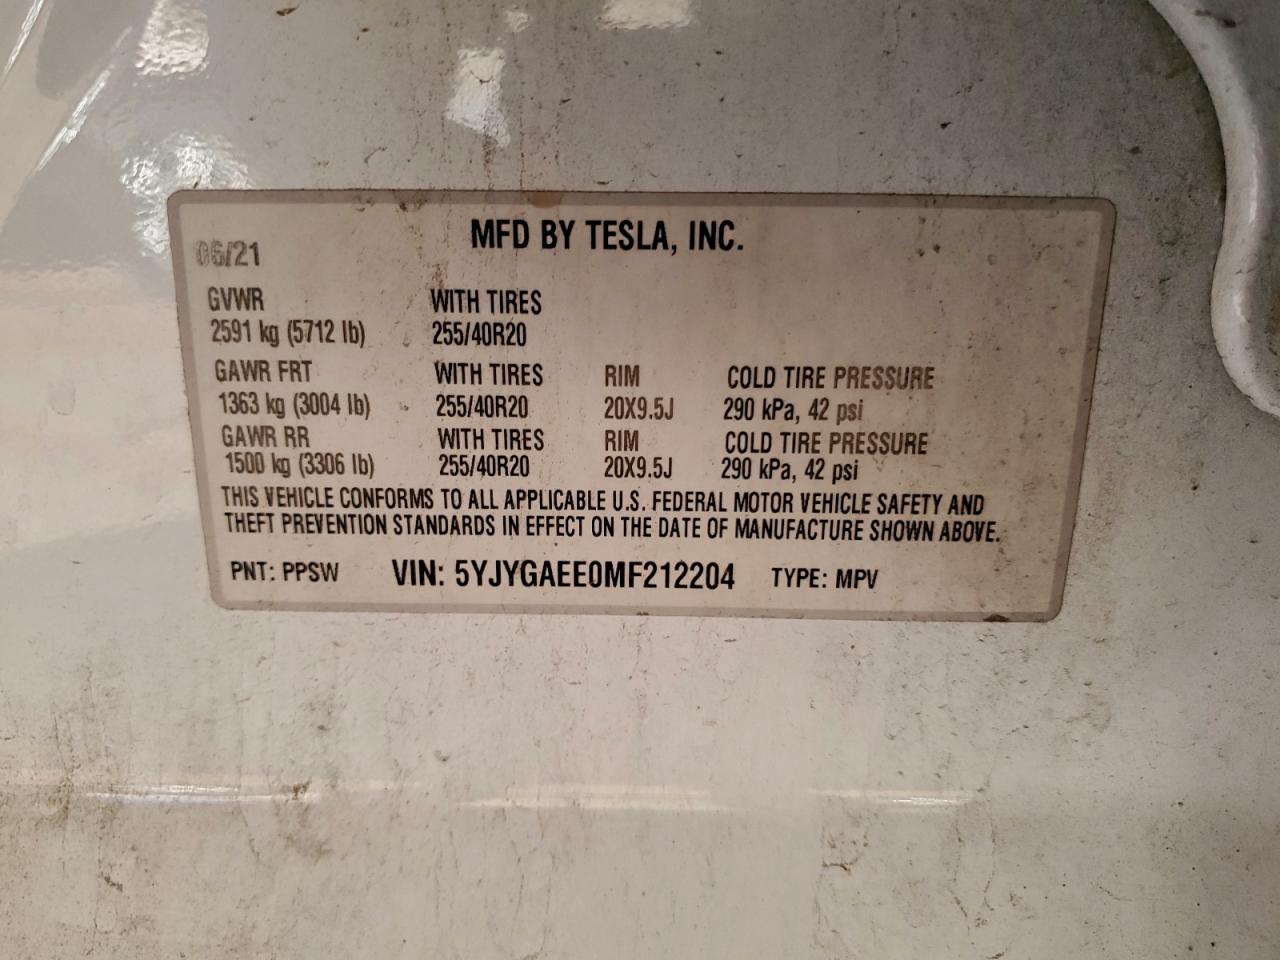 MFD BY TESLA, INC.
06/21
GVWR WITH TIRES
2591 kg (5712 lb) 255/40R20
GAWR FRT WITH TIRES RIM COLD TIRE PRESSURE
1363 kg (3004 lb) 255/40R20 20X9.5J 290 kPa, 42 psi
GAWR RR WITH TIRES RIM COLD TIRE PRESSURE
1500 kg (3306 lb) 255/40R20 20X9.5J 290 kPa, 42 psi
THIS VEHICLE CONFORMS TO ALL APPLICABLE U.S. FEDERAL MOTOR VEHICLE SAFETY AND
THEFT PREVENTION STANDARDS IN EFFECT ON THE DATE OF MANUFACTURE SHOWN ABOVE.
PNT: PPSW VIN: 5YJYGAEE0MF212204 TYPE: MPV